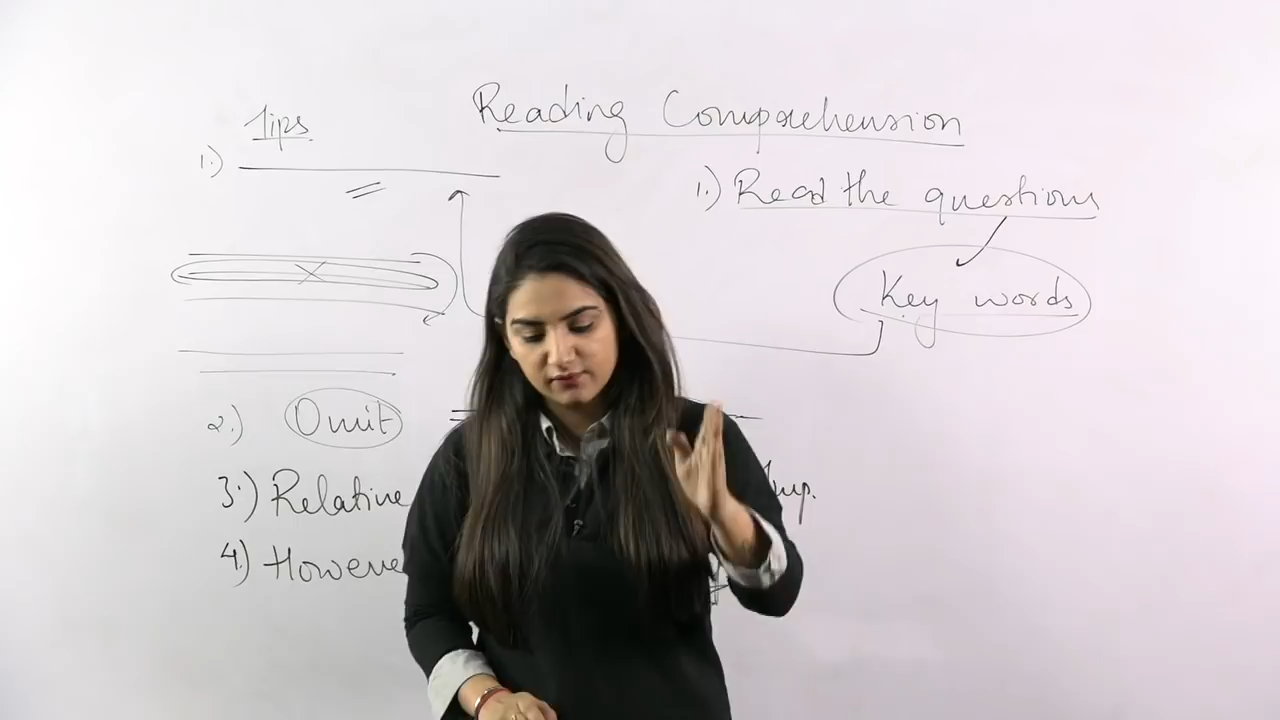 Reading Comprehension
Tips
1.)
1.) Read the questions
Key words
2.) Omit
3.) Relative
4.) Howeve